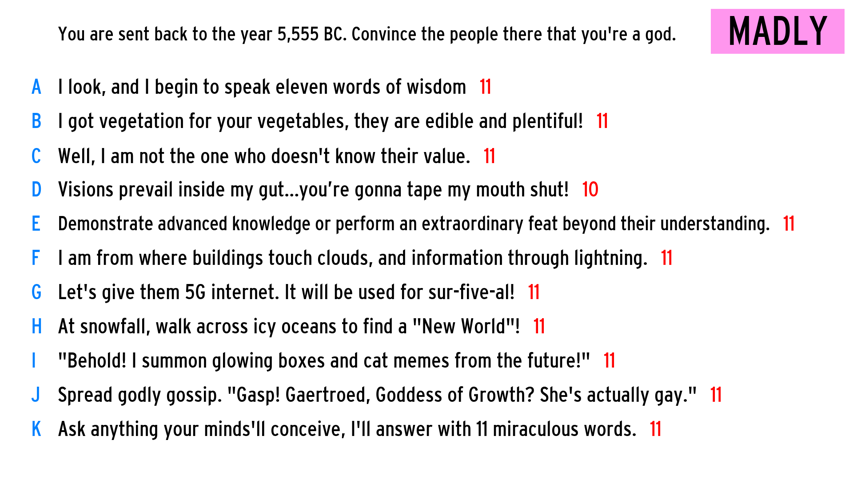 You are sent back to the year 5,555 BC. Convince the people there that you're a god. MADLY
A I look, and I begin to speak eleven words of wisdom 11
B I got vegetation for your vegetables, they are edible and plentiful! 11
C Well, I am not the one who doesn't know their value. 11
D Visions prevail inside my gut...you're gonna tape my mouth shut! 10
E Demonstrate advanced knowledge or perform an extraordinary feat beyond their understanding. 11
F I am from where buildings touch clouds, and information through lightning. 11
G Let's give them 5G internet. It will be used for sur-five-al! 11
H At snowfall, walk across icy oceans to find a "New World"! 11
I "Behold! I summon glowing boxes and cat memes from the future!" 11
J Spread godly gossip. "Gasp! Gaertroed, Goddess of Growth? She's actually gay." 11
K Ask anything your minds'll conceive, I'll answer with 11 miraculous words. 11